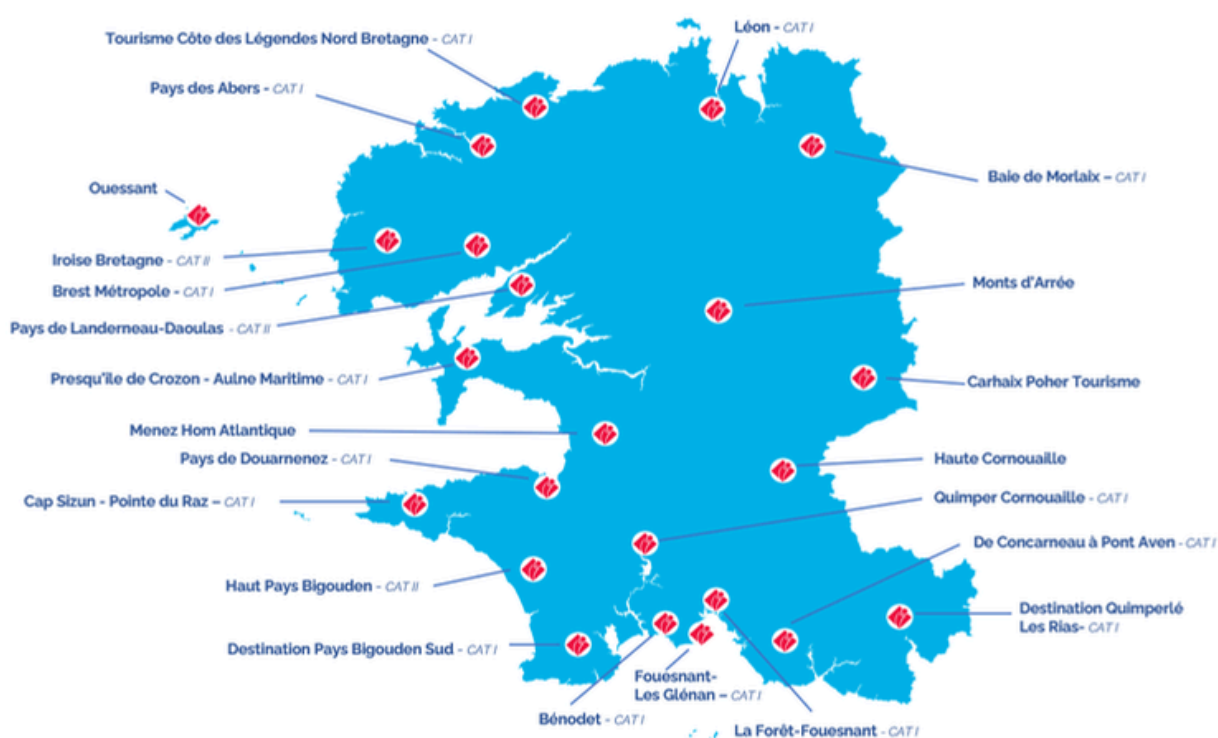 Tourisme Côte des Légendes Nord Bretagne - CAT I
Léon - CAT I
Pays des Abers - CAT I
Baie de Morlaix – CAT I
Ouessant
Iroise Bretagne - CAT II
Brest Métropole - CAT I
Monts d'Arrée
Pays de Landerneau-Daoulas - CAT II
Presqu'île de Crozon - Aulne Maritime - CAT I
Carhaix Poher Tourisme
Menez Hom Atlantique
Pays de Douarnenez - CAT I
Haute Cornouaille
Cap Sizun - Pointe du Raz – CAT I
Quimper Cornouaille - CAT I
De Concarneau à Pont Aven - CAT I
Haut Pays Bigouden - CAT II
Destination Quimperlé
Les Rias- CAT I
Destination Pays Bigouden Sud - CAT I
Fouesnant-
Les Glénan – CAT I
Bénodet - CAT I
La Forêt-Fouesnant - CAT I